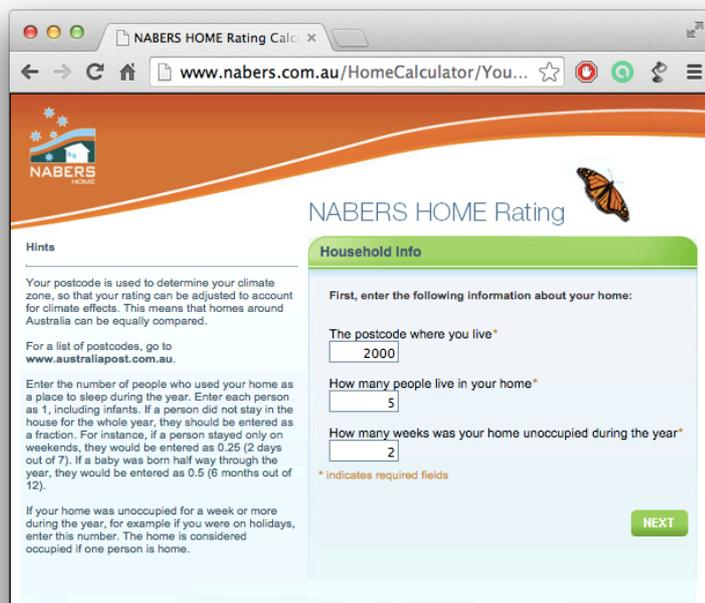 NABERS HOME Rating Calc
www.nabers.com.au/HomeCalculator/You...
NABERS
HOME
NABERS HOME Rating
Hints
Your postcode is used to determine your climate
zone, so that your rating can be adjusted to account
for climate effects. This means that homes around
Australia can be equally compared.
For a list of postcodes, go to
www.australiapost.com.au.
Enter the number of people who used your home as
a place to sleep during the year. Enter each person
as 1, including infants. If a person did not stay in the
house for the whole year, they should be entered as
a fraction. For instance, if a person stayed only on
weekends, they would be entered as 0.25 (2 days
out of 7). If a baby was born half way through the
year, they would be entered as 0.5 (6 months out of
12).
If your home was unoccupied for a week or more
during the year, for example if you were on holidays,
enter this number. The home is considered
occupied if one person is home.
Household Info
First, enter the following information about your home:
The postcode where you live*
2000
How many people live in your home*
5
How many weeks was your home unoccupied during the year*
2
* indicates required fields
NEXT